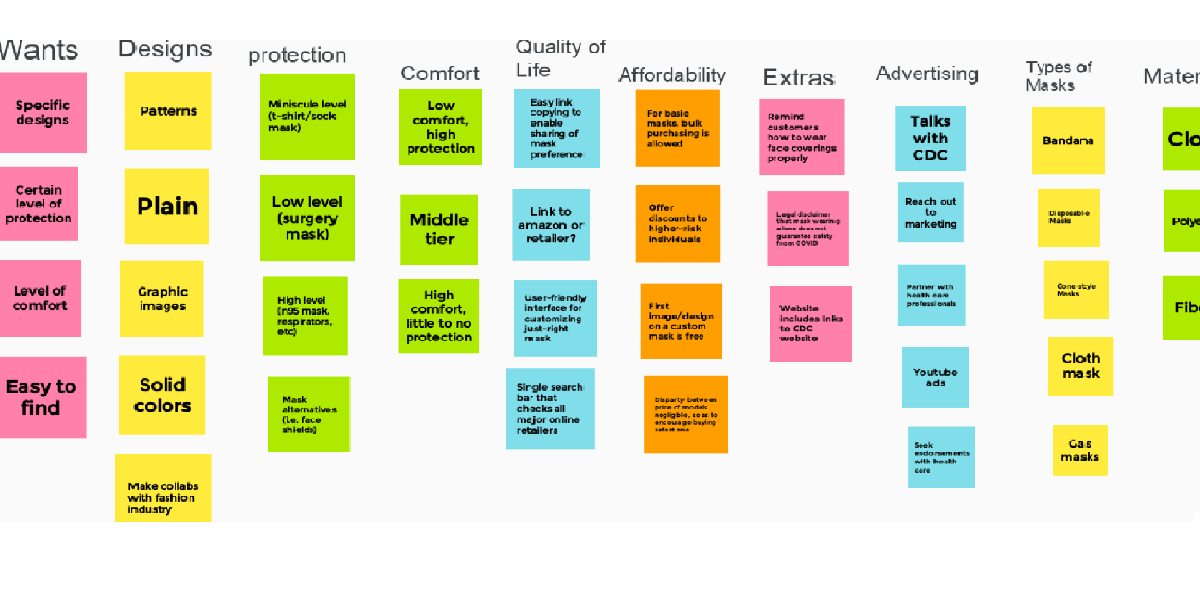 Wants
Specific
designs
Certain
level of
protection
Level of
comfort
Easy to
find
Designs
Patterns
Plain
Graphic
images
Solid
colors
Make collabs
with fashion
industry
protection
Miniscule level
(t-shirt/sock
mask)
Low level
(surgery
mask)
High level
(n95 mask,
respirators,
etc)
Mask
alternatives
(i.e. face
shields)
Comfort
Low
comfort,
high
protection
Middle
tier
High
comfort,
little to no
protection
Quality of
Life
Easy link
copying to
enable
sharing of
mask
preference
Link to
amazon or
retailer?
User-friendly
interface for
customizing
just-right
mask
Single search
bar that
checks all
major online
retailers
Affordability
For basic
masks, bulk
purchasing is
allowed
Offer
discounts to
higher-risk
individuals
First
image/design
on a custom
mask is free
Disparty between
price of models
negligible, so as to
encourage buying
safest one
Extras
Remind
customers
how to wear
face coverings
properly
Legal disclaimer
that mask wearing
alone does not
guarantee safety
from COVID
Website
includes links
to CDC
website
Advertising
Talks
with
CDC
Reach out
to
marketing
Partner with
health care
professionals
Youtube
ads
Seek
endorsements
with health
care
Types of
Masks
Bandana
Disposable
Masks
Cone-style
Masks
Cloth
mask
Gas
masks
Mater
Clo
Polye
Fib